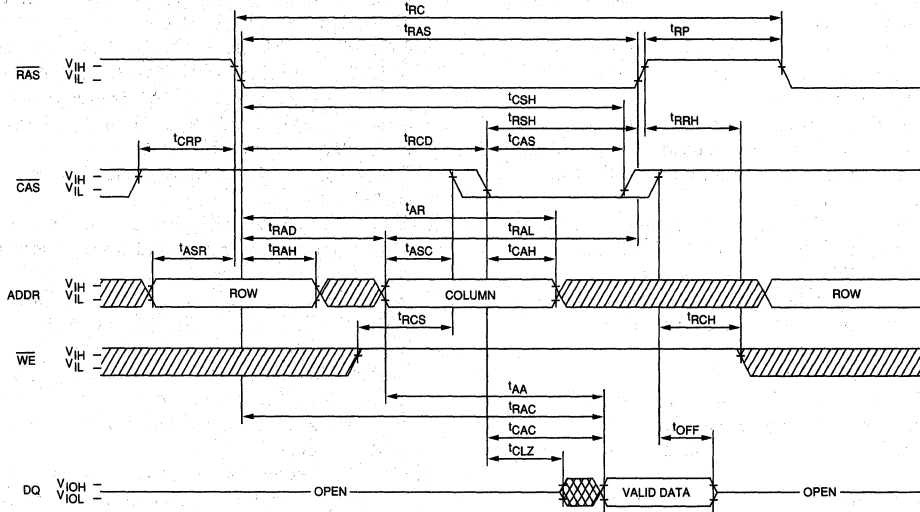 tRC
tRAS
tRP
RAS VIH VIL
tCSH
tRSH
tRRH
tCRP
tRCD
tCAS
CAS VIH VIL
tAR
tRAD
tRAL
tASR
tRAH
tASC
tCAH
ADDR VIH VIL ROW COLUMN ROW
tRCS
tRCH
WE VIH VIL
tAA
tRAC
tCAC
tOFF
tCLZ
DQ VIOH VIOL OPEN VALID DATA OPEN